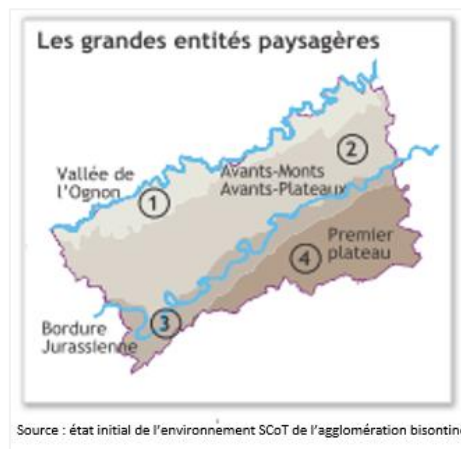 Les grandes entités paysagères
2
Vallée de
l'Ognon
1
Avants-Monts
Avants-Plateaux
Premier
plateau
4
Bordure
Jurassienne
3
Source : état initial de l'environnement SCoT de l'agglomération bisontine